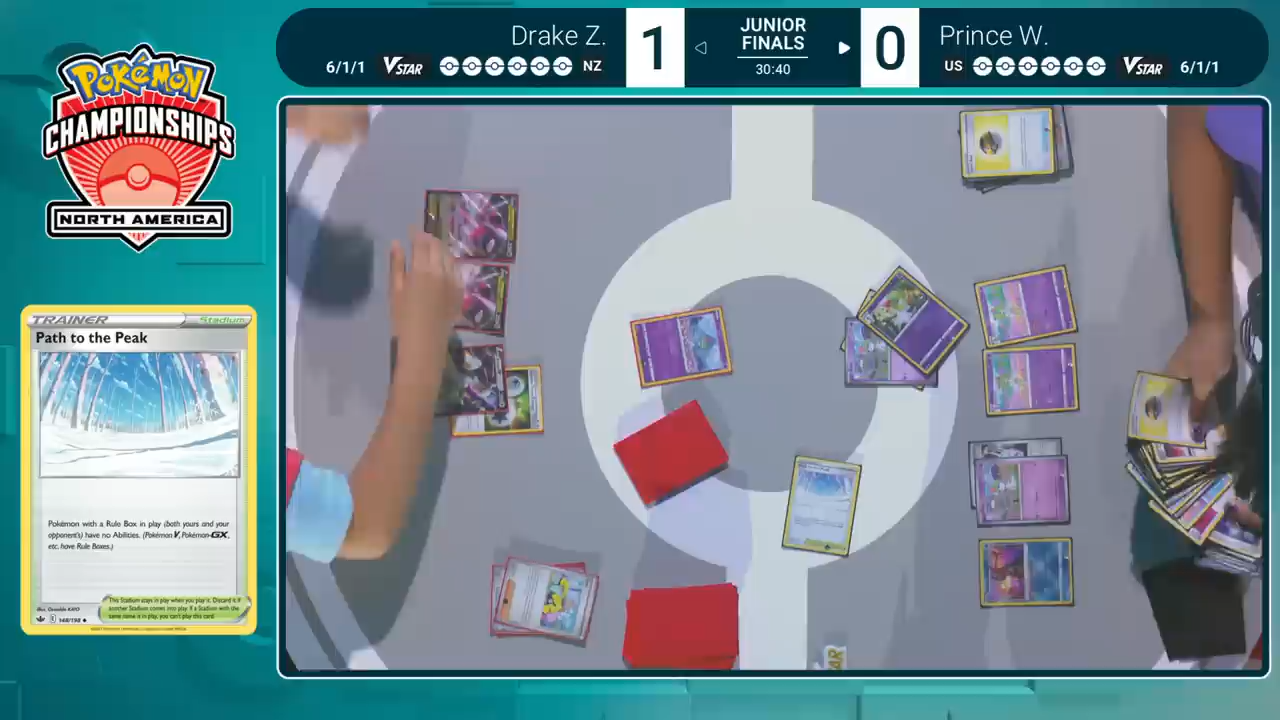 Drake Z.
1
JUNIOR
FINALS
0
Prince W.
6/1/1
VSTAR
NZ
30:40
US
VSTAR
6/1/1
Pokémon
CHAMPIONSHIPS
NORTH AMERICA
TRAINER
Stadium
Path to the Peak
Pokémon with a Rule Box in play (both yours and your
opponent's) have no Abilities. (Pokémon V, Pokémon-GX,
etc. have Rule Boxes.)
This Stadium stays in play when you play it. Discard it if
another Stadium comes into play. If a Stadium with the
same name is in play, you can't play this card.
148/198